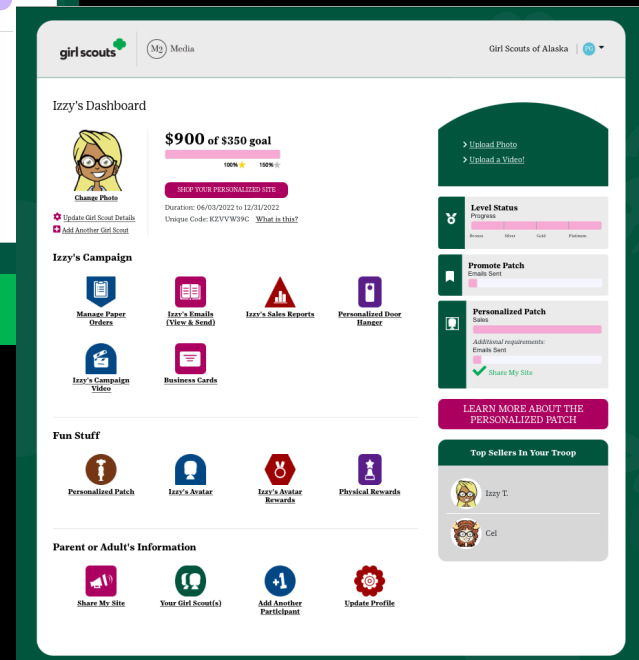 girl scouts
M2 Media
Girl Scouts of Alaska
PG
Izzy's Dashboard
Change Photo
Update Girl Scout Details
Add Another Girl Scout
$900 of $350 goal
100% 150%
SHOP YOUR PERSONALIZED SITE
Duration: 06/03/2022 to 12/31/2022
Unique Code: KZVVW39C What is this?
Izzy's Campaign
Manage Paper
Orders
Izzy's Emails
(View & Send)
Izzy's Sales Reports
Personalized Door
Hanger
Izzy's Campaign
Video
Business Cards
Fun Stuff
Personalized Patch
Izzy's Avatar
Izzy's Avatar
Rewards
Physical Rewards
Parent or Adult's Information
Share My Site
Your Girl Scout(s)
+1
Add Another
Participant
Update Profile
> Upload Photo
> Upload a Video!
Level Status
Progress
Bronze Silver Gold Platinum
Promote Patch
Emails Sent
Personalized Patch
Sales
Additional requirements:
Emails Sent
Share My Site
LEARN MORE ABOUT THE
PERSONALIZED PATCH
Top Sellers In Your Troop
Izzy T.
Cel